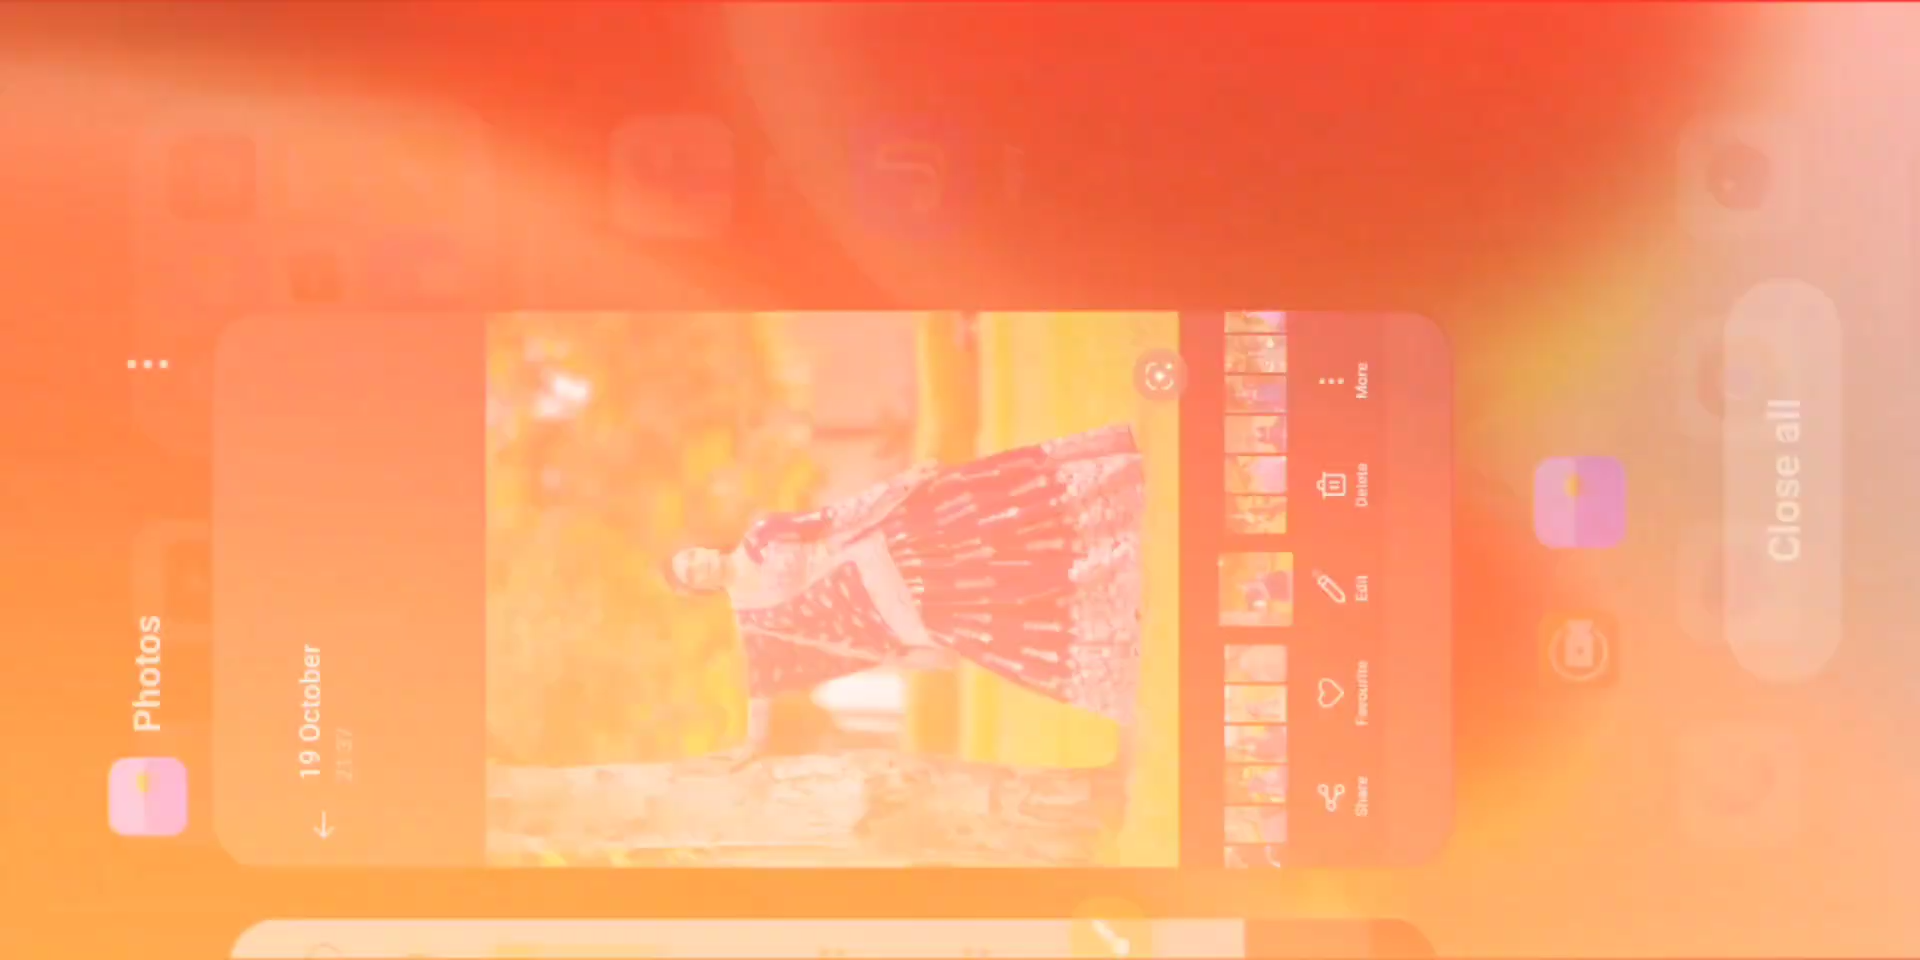 Photos
19 October
21:37
Share
Favourite
Edit
Delete
More
Close all